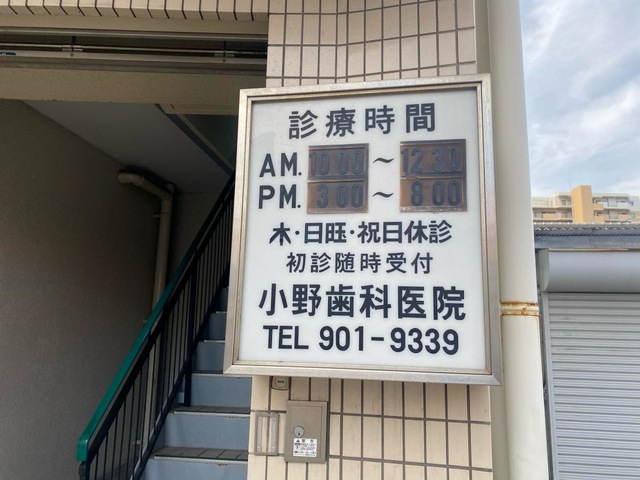 診療時間
AM. 10:00～12:30
PM. 3:00～8:00
木・日旺・祝日休診
初診随時受付
小野歯科医院
TEL 901-9339